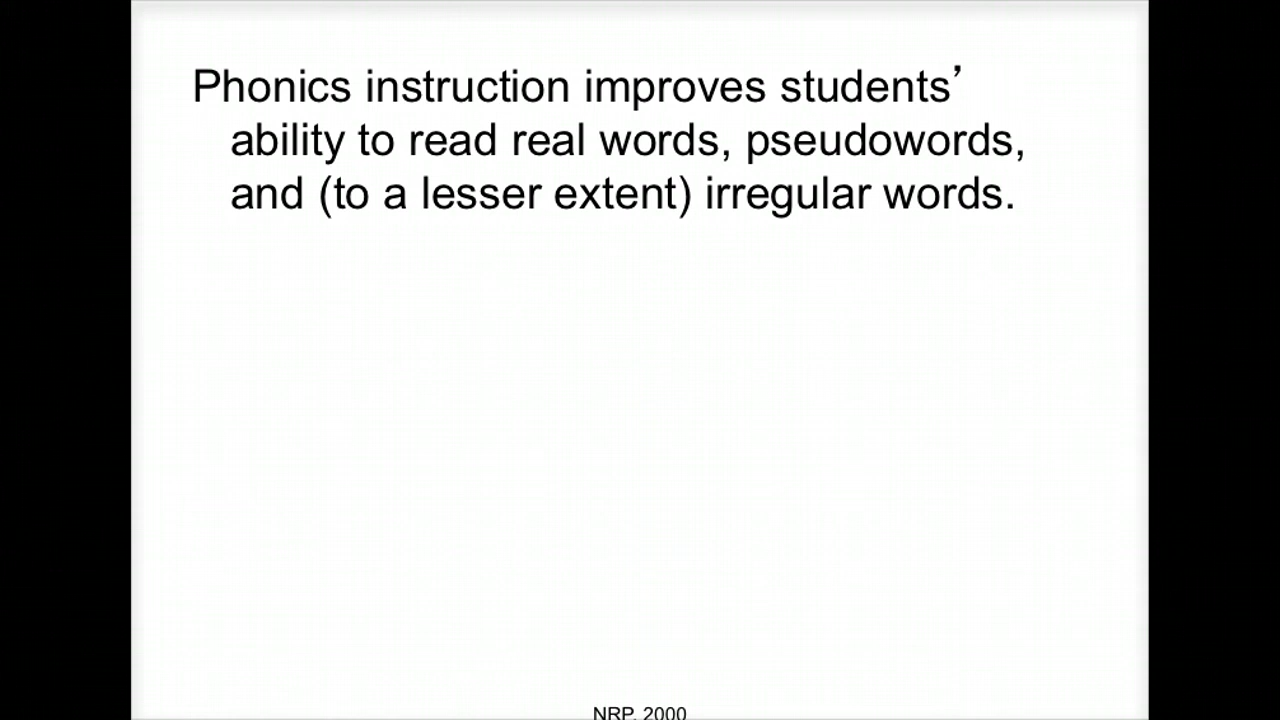 Phonics instruction improves students’
ability to read real words, pseudowords,
and (to a lesser extent) irregular words.
NRP, 2000